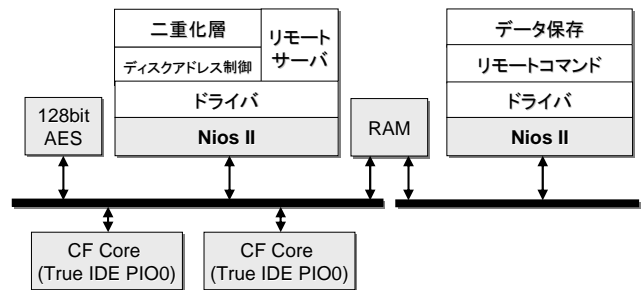 二重化層
リモート
サーバ
ディスクアドレス制御
ドライバ
Nios II
128bit
AES
RAM
データ保存
リモートコマンド
ドライバ
Nios II
CF Core
(True IDE PIO0)
CF Core
(True IDE PIO0)